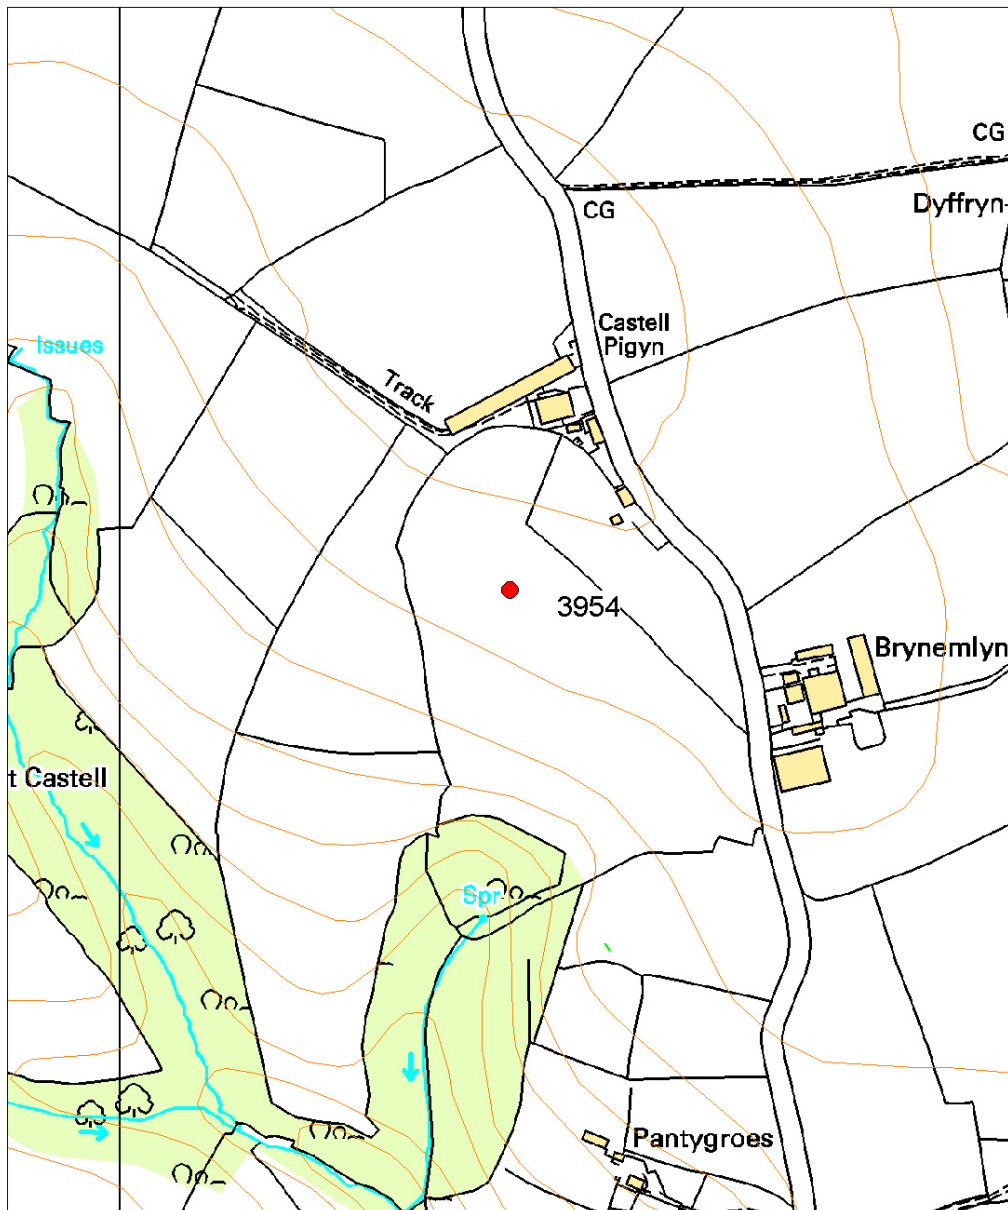 CG
Dyffryn-
CG
Castell
Pigyn
Issues
Track
3954
Brynemlyn
t Castell
Spr
Pantygroes